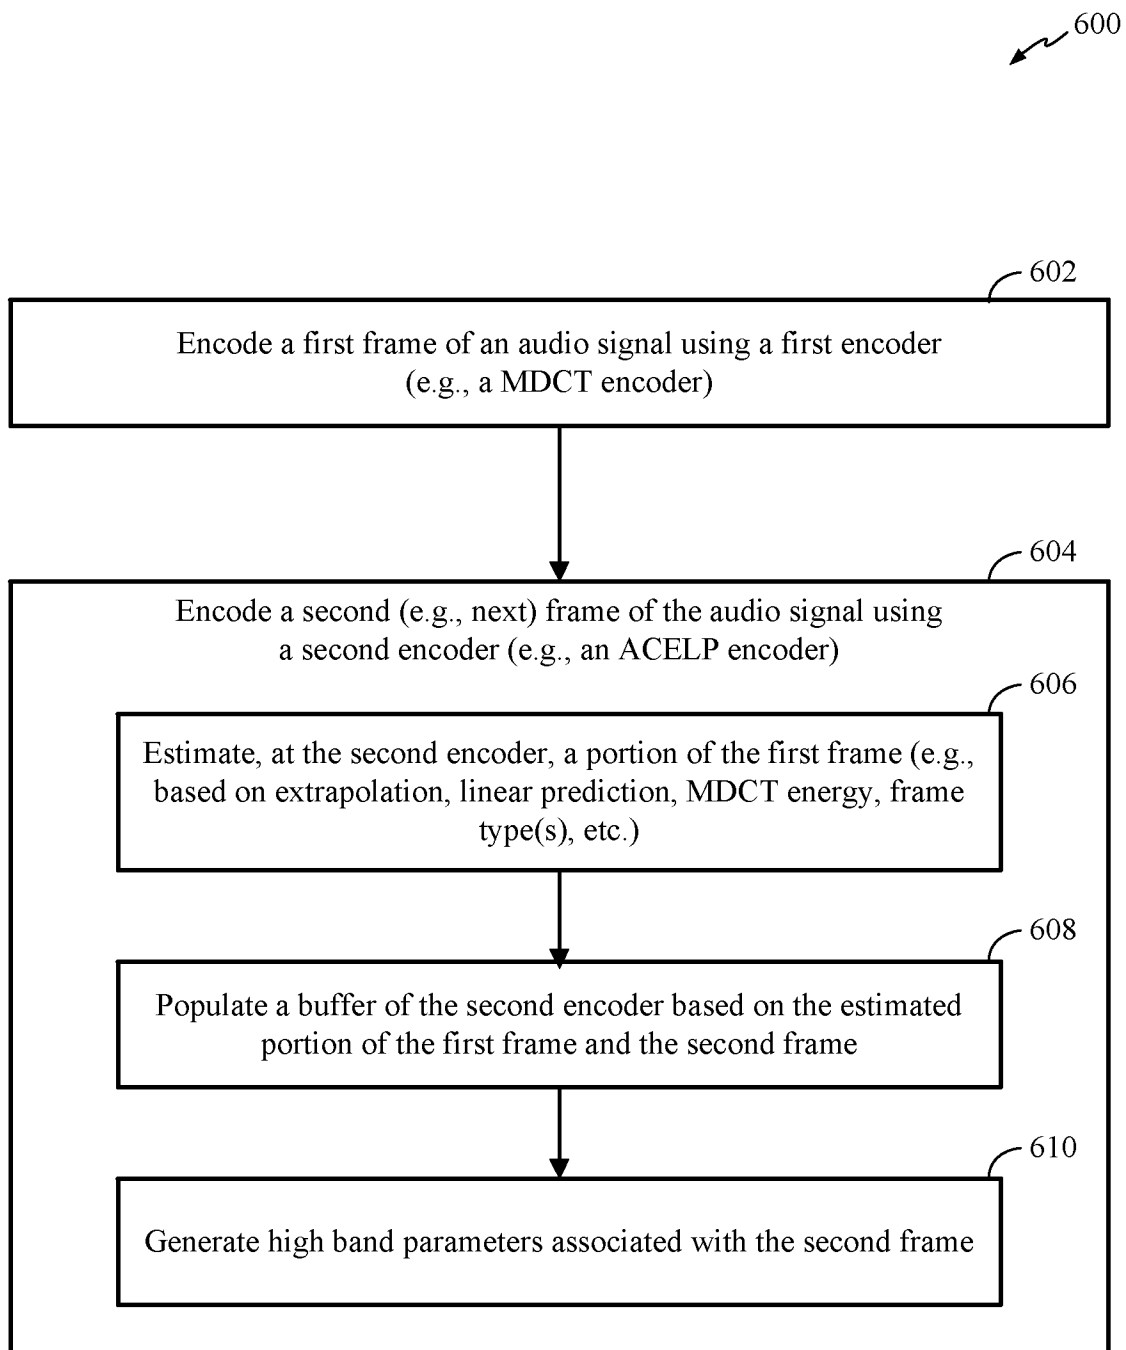 600
602
Encode a first frame of an audio signal using a first encoder
(e.g., a MDCT encoder)
604
Encode a second (e.g., next) frame of the audio signal using
a second encoder (e.g., an ACELP encoder)
606
Estimate, at the second encoder, a portion of the first frame (e.g.,
based on extrapolation, linear prediction, MDCT energy, frame
type(s), etc.)
608
Populate a buffer of the second encoder based on the estimated
portion of the first frame and the second frame
610
Generate high band parameters associated with the second frame